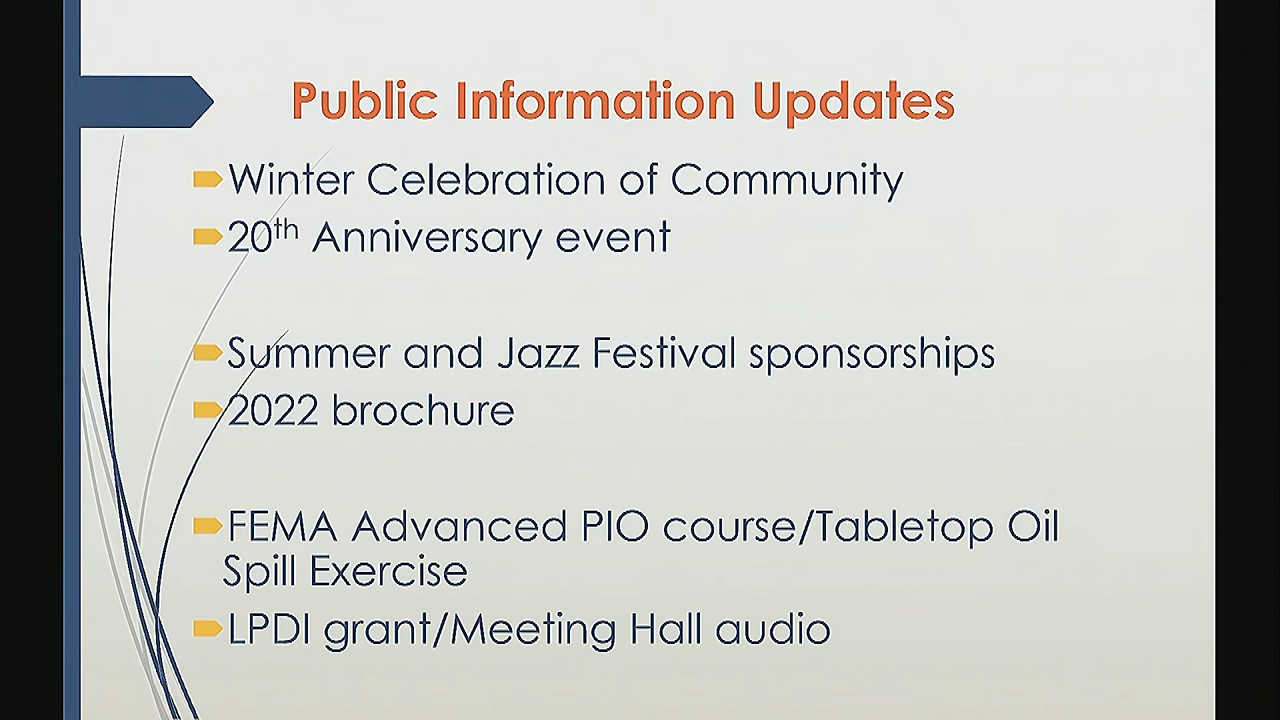 Public Information Updates
Winter Celebration of Community
20th Anniversary event
Summer and Jazz Festival sponsorships
2022 brochure
FEMA Advanced PIO course/Tabletop Oil
Spill Exercise
LPDI grant/Meeting Hall audio